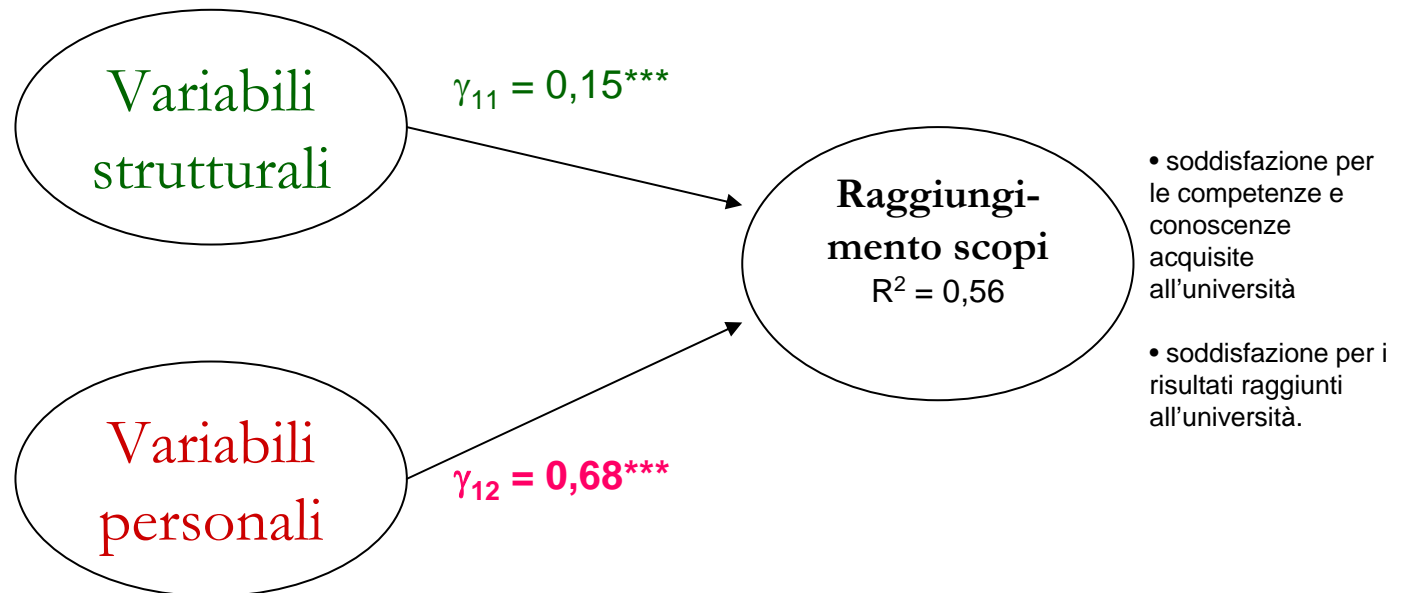 Variabili
strutturali
γ11 = 0,15***
Raggiungi-
mento scopi
R2 = 0,56
• soddisfazione per
le competenze e
conoscenze
acquisite
all’università
• soddisfazione per i
risultati raggiunti
all’università.
Variabili
personali
γ12 = 0,68***